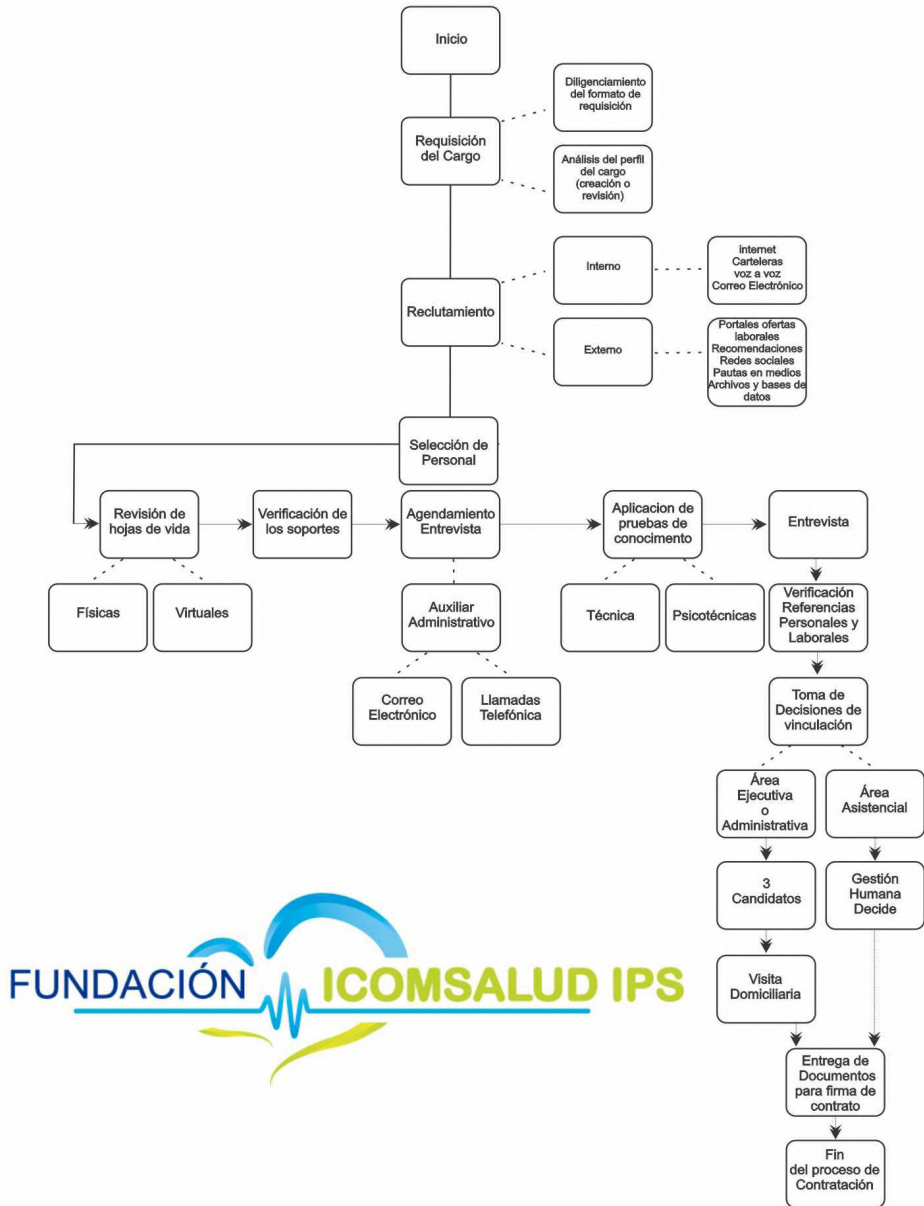 Inicio
Diligenciamiento
del formato de
requisición
Requisición
del Cargo
Análisis del perfil
del cargo
(creación o
revisión)
Reclutamiento
Interno
internet
Carteleras
voz a voz
Correo Electrónico
Externo
Portales ofertas
laborales
Recomendaciones
Redes sociales
Pautas en medios
Archivos y bases de
datos
Selección de
Personal
Revisión de
hojas de vida
Verificación de
los soportes
Agendamiento
Entrevista
Aplicacion de
pruebas de
conocimento
Entrevista
Físicas
Virtuales
Auxiliar
Administrativo
Técnica
Psicotécnicas
Verificación
Referencias
Personales y
Laborales
Correo
Electrónico
Llamadas
Telefónica
Toma de
Decisiones de
vinculación
Área
Ejecutiva
o
Administrativa
Área
Asistencial
3
Candidatos
Gestión
Humana
Decide
FUNDACIÓN ICOMSALUD IPS
Visita
Domiciliaria
Entrega de
Documentos
para firma de
contrato
Fin
del proceso de
Contratación